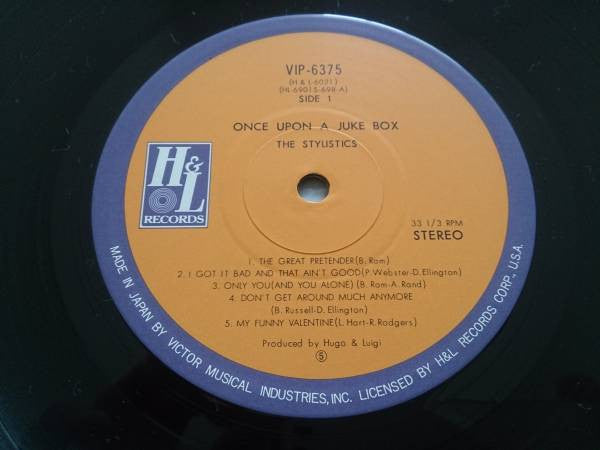 VIP-6375
(H & L-6021)
(HL-69015-698-A)
SIDE 1
ONCE UPON A JUKE BOX
THE STYLISTICS
H&L
RECORDS
33 1/3 RPM
STEREO
1. THE GREAT PRETENDER(B. Ram)
2. I GOT IT BAD AND THAT AIN'T GOOD(P. Webster-D. Ellington)
3. ONLY YOU(AND YOU ALONE) (B. Ram-A. Rand)
4. DON'T GET AROUND MUCH ANYMORE
(B. Russell-D. Ellington)
5. MY FUNNY VALENTINE(L. Hart-R. Rodgers)
Produced by Hugo & Luigi
Ⓢ
MADE IN JAPAN BY VICTOR MUSICAL INDUSTRIES, INC. LICENSED BY H&L RECORDS CORP., U.S.A.